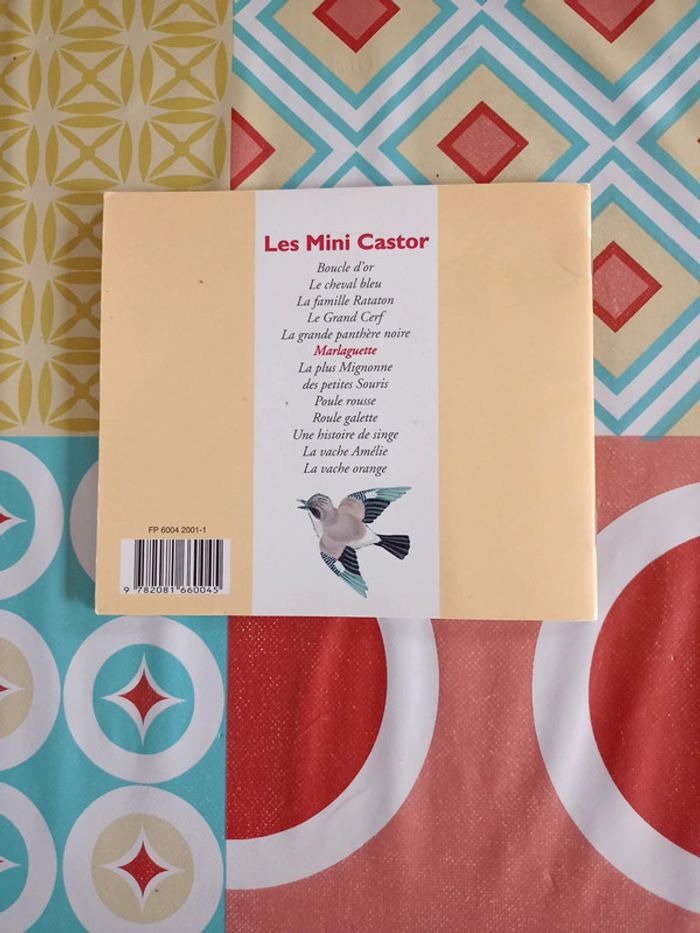 Les Mini Castor
Boucle d'or
Le cheval bleu
La famille Rataton
Le Grand Cerf
La grande panthère noire
Marlaguette
La plus Mignonne
des petites Souris
Poule rousse
Roule galette
Une histoire de singe
La vache Amélie
La vache orange
FP 6004 2001-1
9 782081 660045